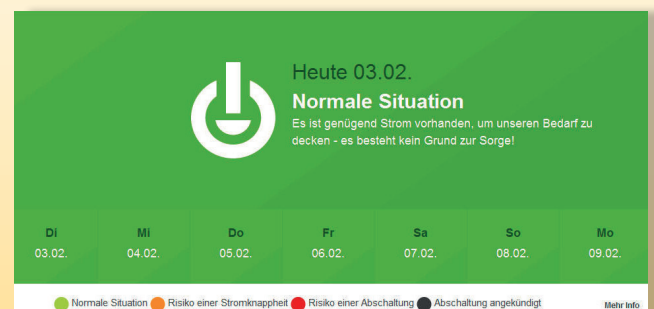 Heute 03.02.
Normale Situation
Es ist genügend Strom vorhanden, um unseren Bedarf zu
decken - es besteht kein Grund zur Sorge!
Di Mi Do Fr Sa So Mo
03.02. 04.02. 05.02. 06.02. 07.02. 08.02. 09.02.
Normale Situation Risiko einer Stromknappheit Risiko einer Abschaltung Abschaltung angekündigt Mehr Info